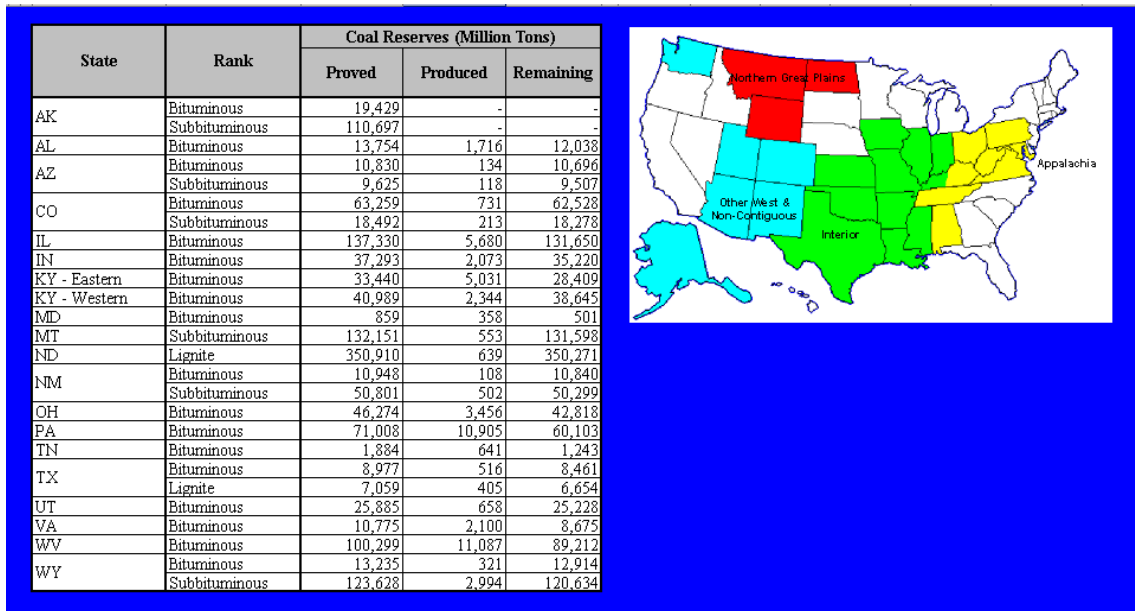 State Rank Coal Reserves (Million Tons)
Proved Produced Remaining
AK Bituminous 19,429 - -
Subbituminous 110,697 - -
AL Bituminous 13,754 1,716 12,038
AZ Bituminous 10,830 134 10,696
Subbituminous 9,625 118 9,507
CO Bituminous 63,259 731 62,528
Subbituminous 18,492 213 18,278
IL Bituminous 137,330 5,680 131,650
IN Bituminous 37,293 2,073 35,220
KY - Eastern Bituminous 33,440 5,031 28,409
KY - Western Bituminous 40,989 2,344 38,645
MD Bituminous 859 358 501
MT Subbituminous 132,151 553 131,598
ND Lignite 350,910 639 350,271
NM Bituminous 10,948 108 10,840
Subbituminous 50,801 502 50,299
OH Bituminous 46,274 3,456 42,818
PA Bituminous 71,008 10,905 60,103
TN Bituminous 1,884 641 1,243
TX Bituminous 8,977 516 8,461
Lignite 7,059 405 6,654
UT Bituminous 25,885 658 25,228
VA Bituminous 10,775 2,100 8,675
WV Bituminous 100,299 11,087 89,212
WY Bituminous 13,235 321 12,914
Subbituminous 123,628 2,994 120,634
Northern Great Plains
Appalachia
Other West &
Non-Contiguous
Interior